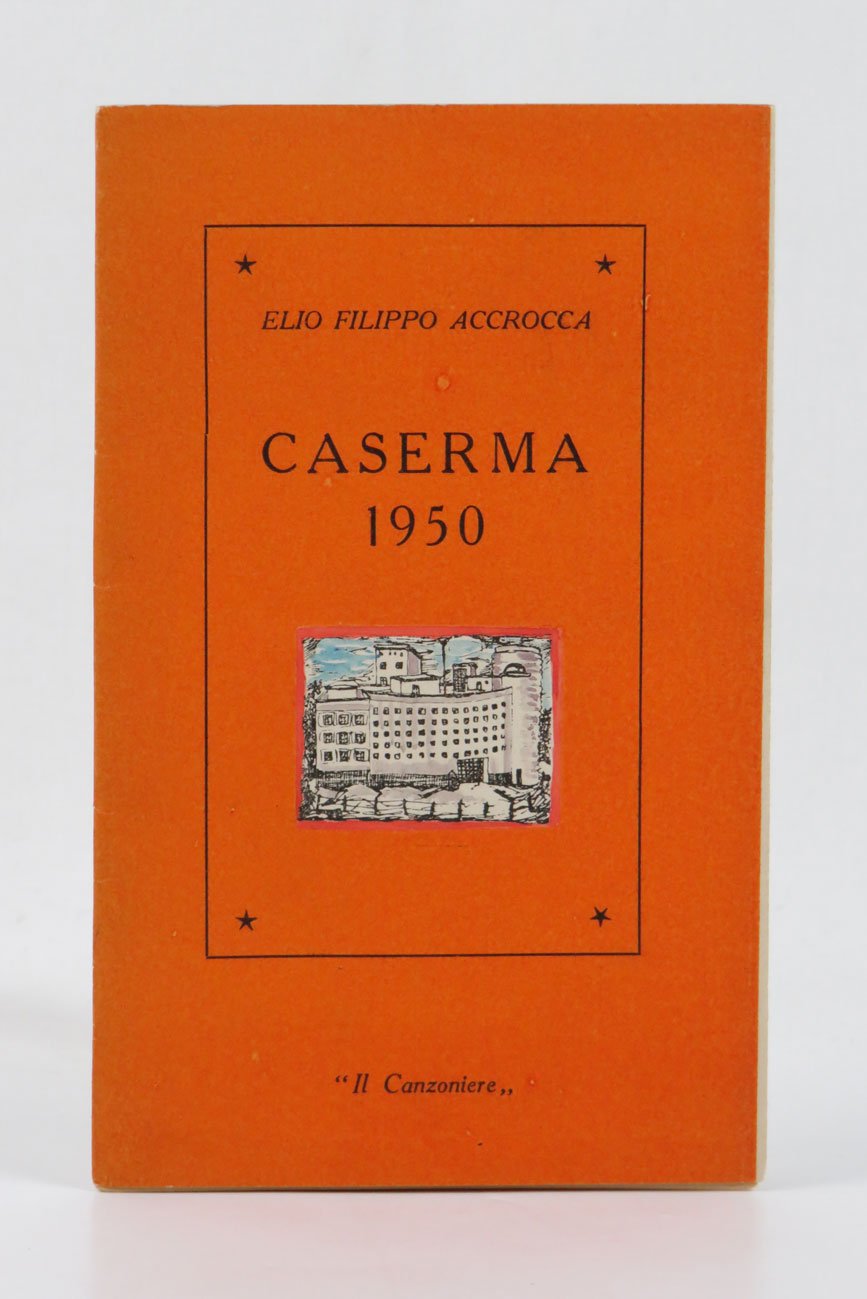 ELIO FILIPPO ACCROCCA
CASERMA
1950
“Il Canzoniere„